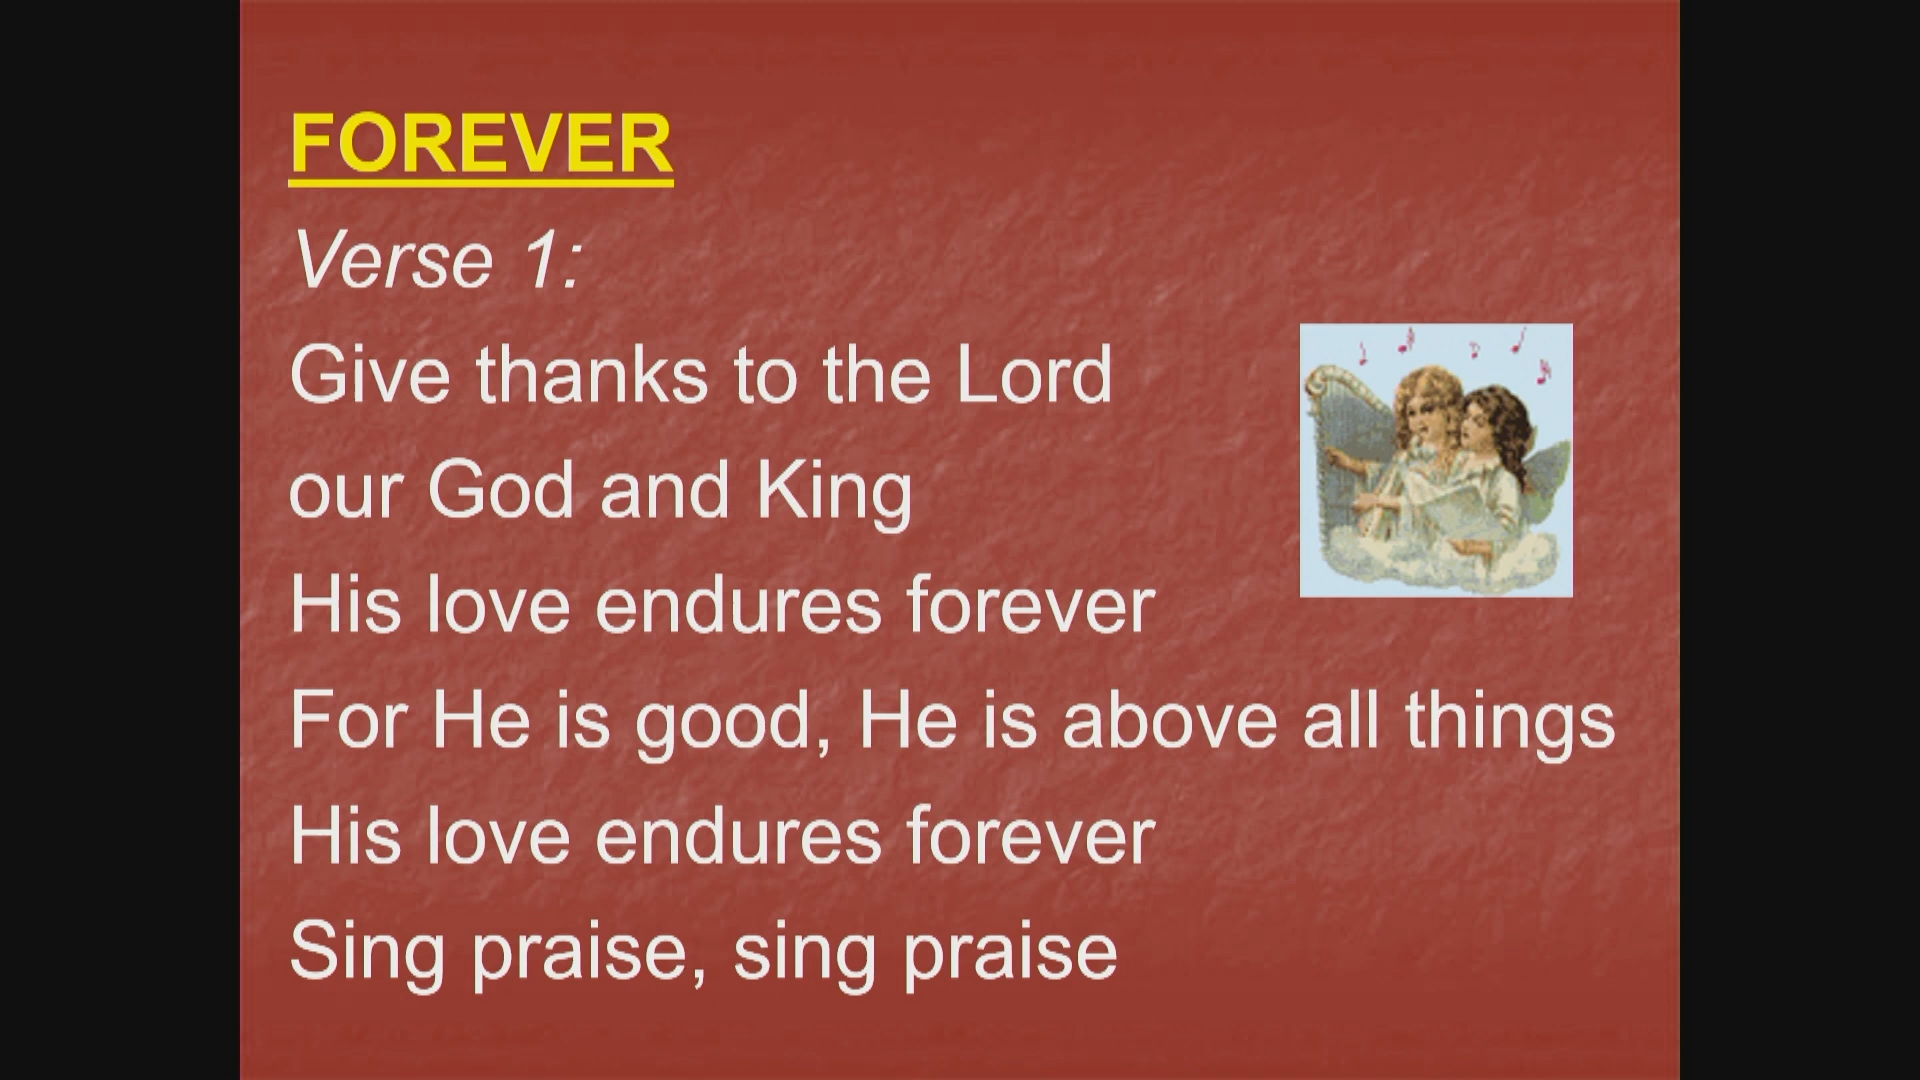 FOREVER
Verse 1:
Give thanks to the Lord
our God and King
His love endures forever
For He is good, He is above all things
His love endures forever
Sing praise, sing praise